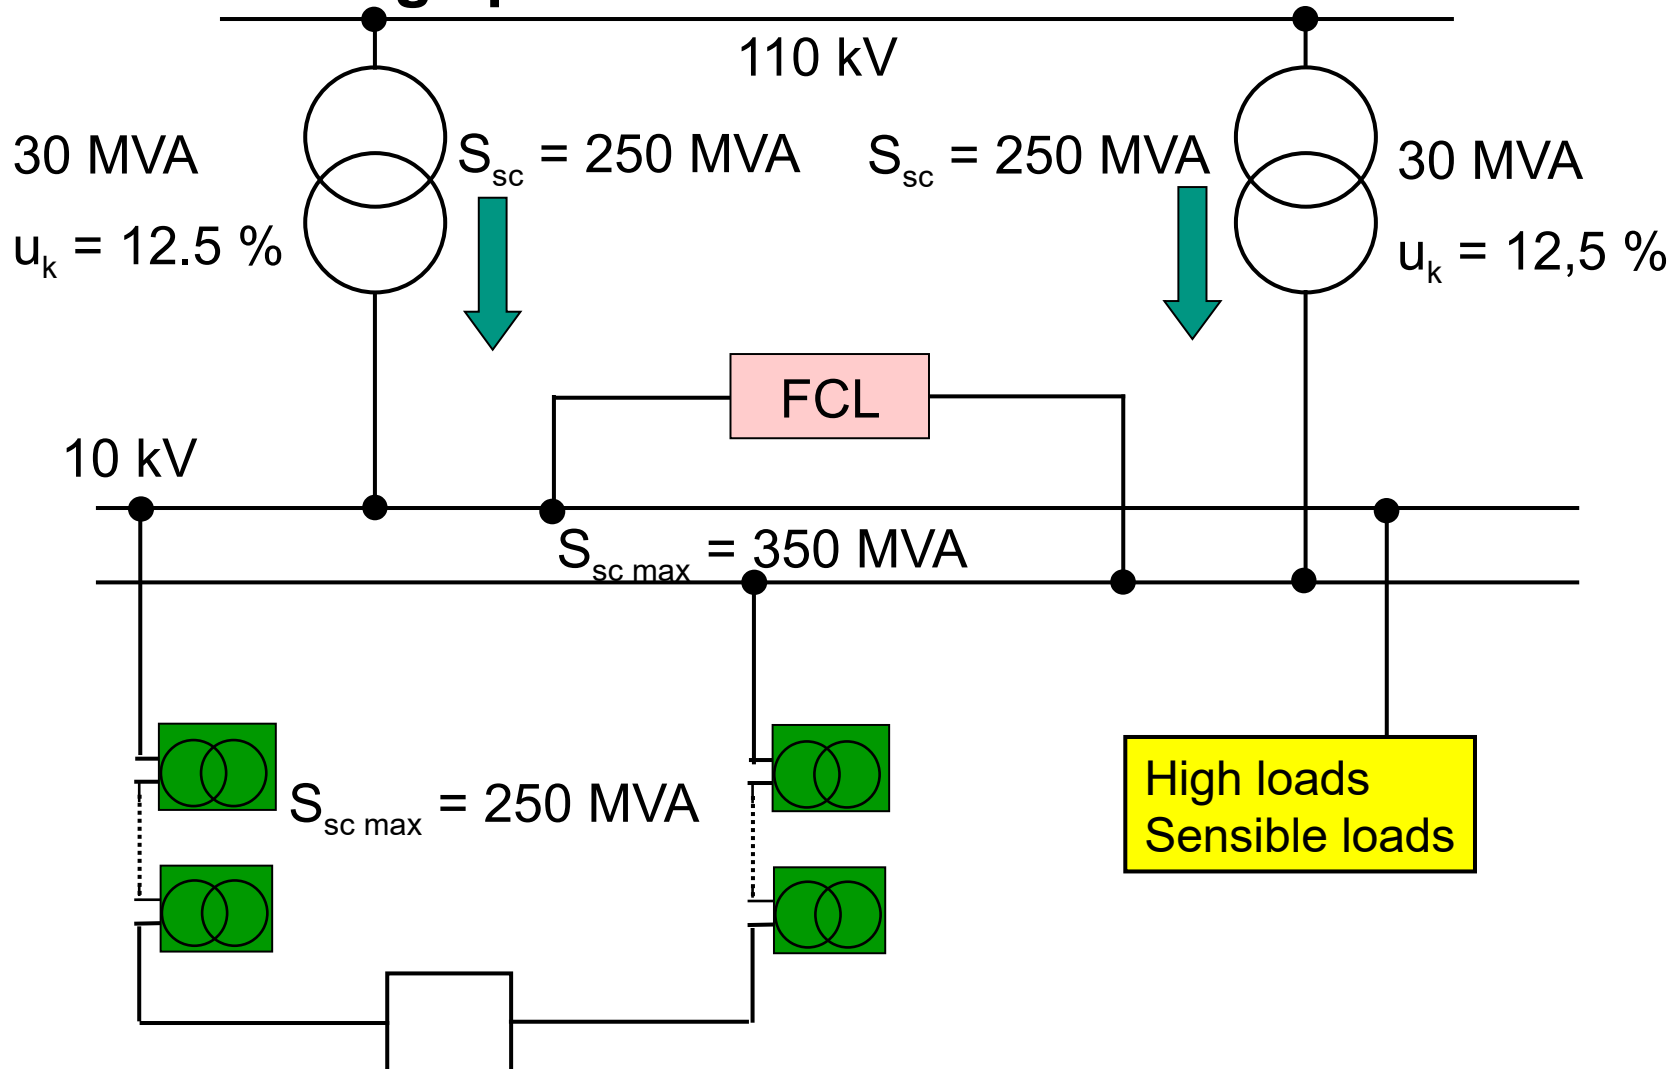 110 kV
30 MVA
S_sc = 250 MVA
S_sc = 250 MVA
30 MVA
u_k = 12.5 %
u_k = 12,5 %
FCL
10 kV
S_sc max = 350 MVA
High loads
Sensible loads
S_sc max = 250 MVA